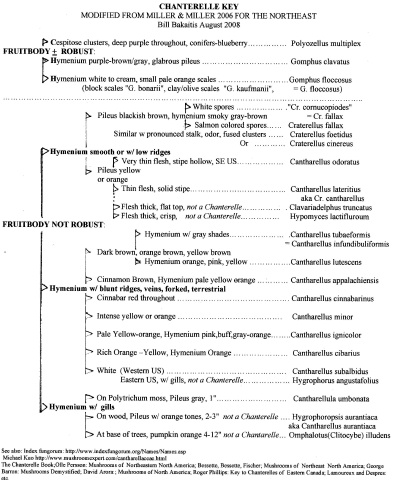 CHANTERELLE KEY
MODIFIED FROM MILLER & MILLER 2006 FOR THE NORTHEAST
Bill Bakaitis August 2008
Cespitose clusters, deep purple throughout, conifers-blueberry................ Polyozellus multiplex
FRUITBODY ± ROBUST:
Hymenium purple-brown/gray, glabrous pileus................ Gomphus clavatus
Hymenium white to cream, small pale orange scales................ Gomphus floccosus
(block scales "G. bonarii", clay/olive scales "G. kaufmanii", = G. floccosus)
White spores ................ "Cr. cornucopiodes"
Pileus blackish brown, hymenium smoky gray-brown = Cr. fallax
Salmon colored spores...... Craterellus fallax
Similar w pronounced stalk, odor, fused clusters ...... Craterellus foetidus
Or ............ Craterellus cinereus
Hymenium smooth or w/ low ridges
Very thin flesh, stipe hollow, SE US........... Cantharellus odoratus
Pileus yellow
or orange
Thin flesh, solid stipe........................ Cantharellus lateritius
aka Cr. cantharellus
Flesh thick, flat top, not a Chanterelle............ Clavariadelphus truncatus
Flesh thick, crisp, not a Chanterelle................ Hypomyces lactifluorum
FRUITBODY NOT ROBUST:
Hymenium w/ gray shades, ................ Cantharellus tubaeformis
= Cantharellus infundibuliformis
Dark brown, orange brown, yellow brown
Hymenium orange, pink, yellow ............ Cantharellus lutescens
Cinnamon Brown, Hymenium pale yellow orange .............. Cantharellus appalachiensis
Hymenium w/ blunt ridges, veins, forked, terrestrial
Cinnabar red throughout............................ Cantharellus cinnabarinus
Intense yellow or orange ............................ Cantharellus minor
Pale Yellow-orange, Hymenium pink,buff,gray-orange....... Cantharellus ignicolor
Rich Orange –Yellow, Hymenium Orange .................... Cantharellus cibarius
White (Western US) ................................ Cantharellus subalbidus
Eastern US, w/ gills, not a Chanterelle.... Hygrophorus angustafolius
On Polytrichum moss, Pileus gray, 1"...................... Cantharellula umbonata
Hymenium w/ gills
On wood, Pileus w/ orange tones, 2-3" not a Chanterelle .... Hygrophoropsis aurantiaca
aka Cantharellus aurantiaca
At base of trees, pumpkin orange 4-12" not a Chantarelle... Omphalotus(Clitocybe) illudens
See also: Index fungorum: http://www.indexfungorum.org/Names/Names.asp
Michael Kuo http://www.mushroomexpert.com/cantharellaceae.html
The Chanterelle Book,Olle Persson: Mushrooms of Northeastern North America; Bessette, Bessette, Fischer; Mushrooms of Northeast North America; George
Barron: Mushrooms Demystified; David Arora ; Mushrooms of North America; Roger Phillips: Key to Chanterelles of Eastern Canada; Lamoureux and Despres:
etc.